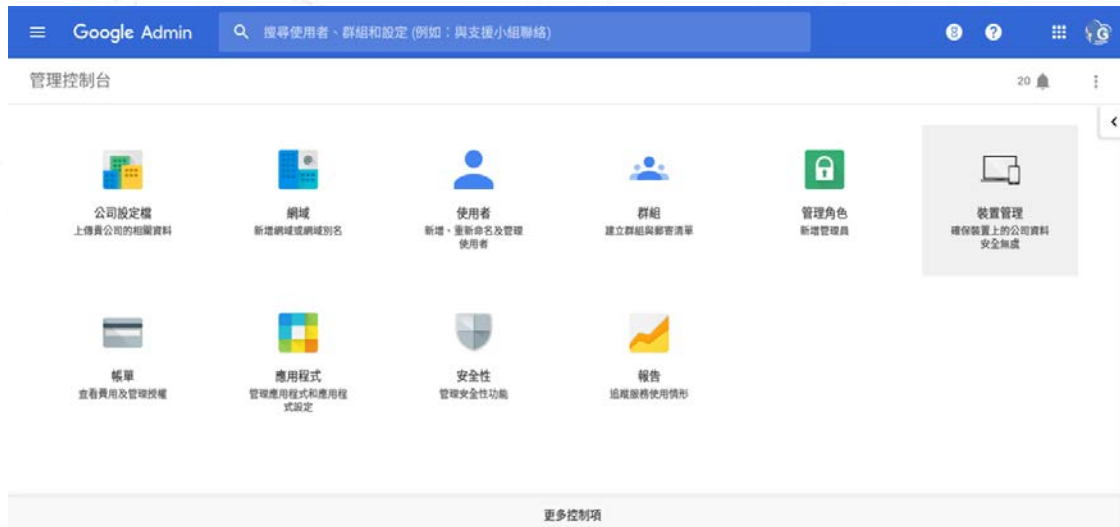 Google Admin
搜尋使用者、群組和設定 (例如：與支援小組聯絡)
8
?
G
管理控制台
20
公司設定檔
上傳貴公司的相關資料
網域
新增網域或網域別名
使用者
新增、重新命名及管理
使用者
群組
建立群組與郵寄清單
管理角色
新增管理員
裝置管理
確保裝置上的公司資料
安全無虞
帳單
查看費用及管理授權
應用程式
管理應用程式和應用程
式設定
安全性
管理安全性功能
報告
追蹤服務使用情形
更多控制項